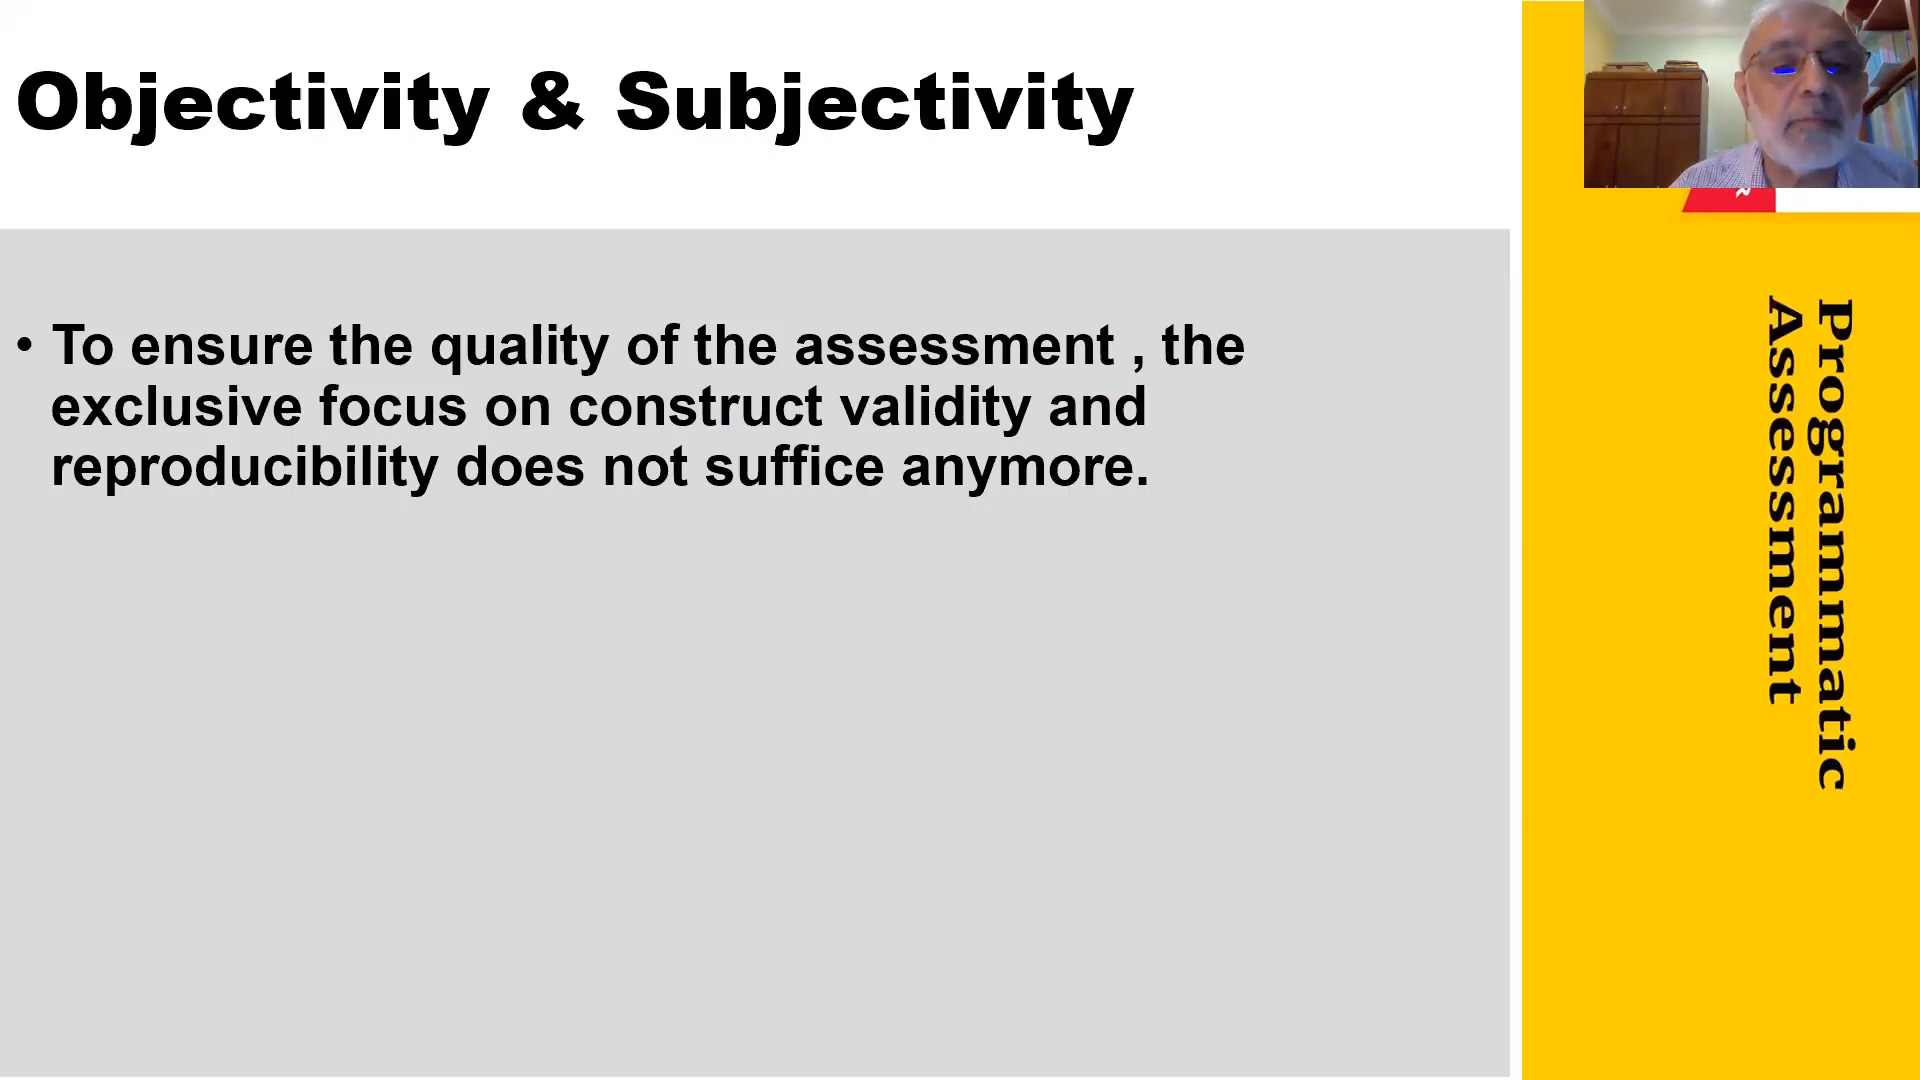 Objectivity & Subjectivity
• To ensure the quality of the assessment , the
exclusive focus on construct validity and
reproducibility does not suffice anymore.
Programmatic
Assessment